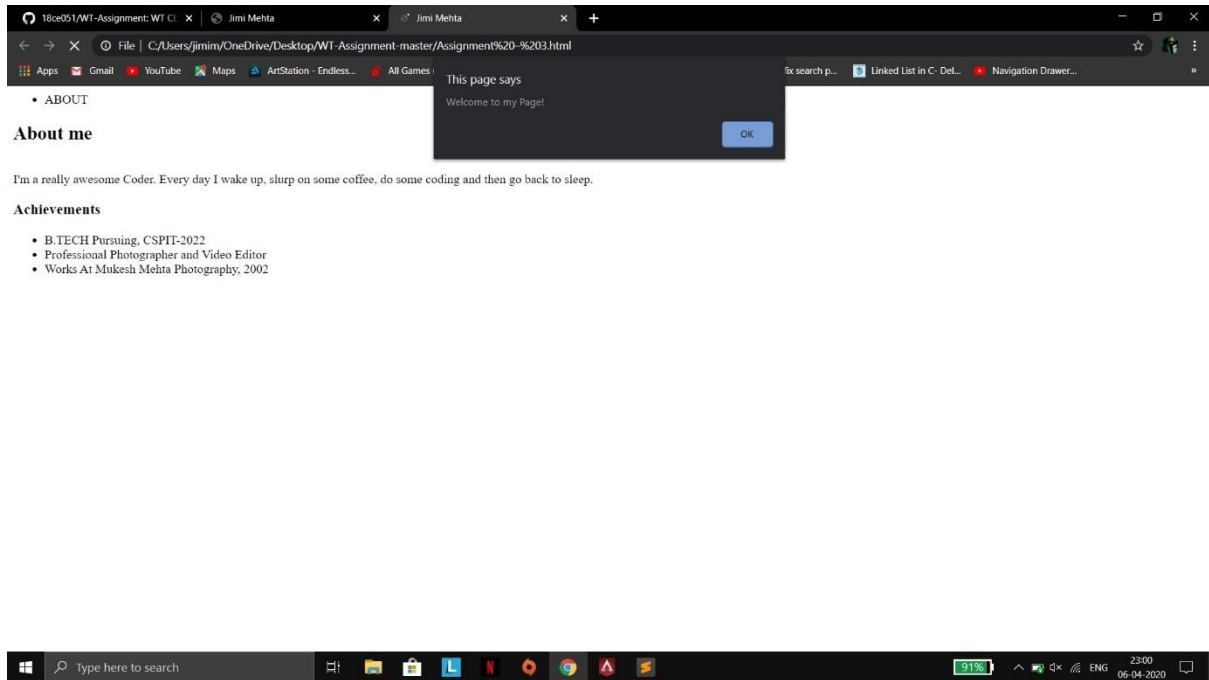 18ce051/WT-Assignment: WT CE
Jimi Mehta
Jimi Mehta
File | C:/Users/jimim/OneDrive/Desktop/WT-Assignment-master/Assignment%20-%203.html
Apps
Gmail
YouTube
Maps
ArtStation - Endless...
All Games
fix search p...
Linked List in C- Del...
Navigation Drawer...
»
This page says
Welcome to my Page!
OK
• ABOUT
About me
I'm a really awesome Coder. Every day I wake up, slurp on some coffee, do some coding and then go back to sleep.
Achievements
• B.TECH Pursuing, CSPIT-2022
• Professional Photographer and Video Editor
• Works At Mukesh Mehta Photography, 2002
Type here to search
L
N
91%
ENG
23:00
06-04-2020